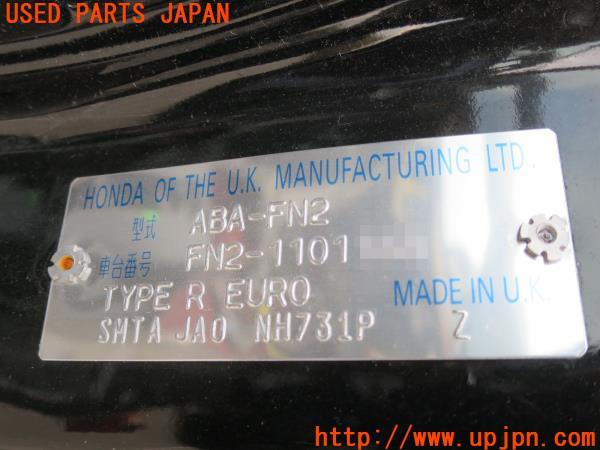 USED PARTS JAPAN
HONDA OF THE U.K. MANUFACTURING LTD.
型式 ABA-FN2
車台番号 FN2-1101
TYPE R EURO MADE IN U.K.
SMTA JA0 NH731P Z
U.P.J
http:// www.upjpn.com